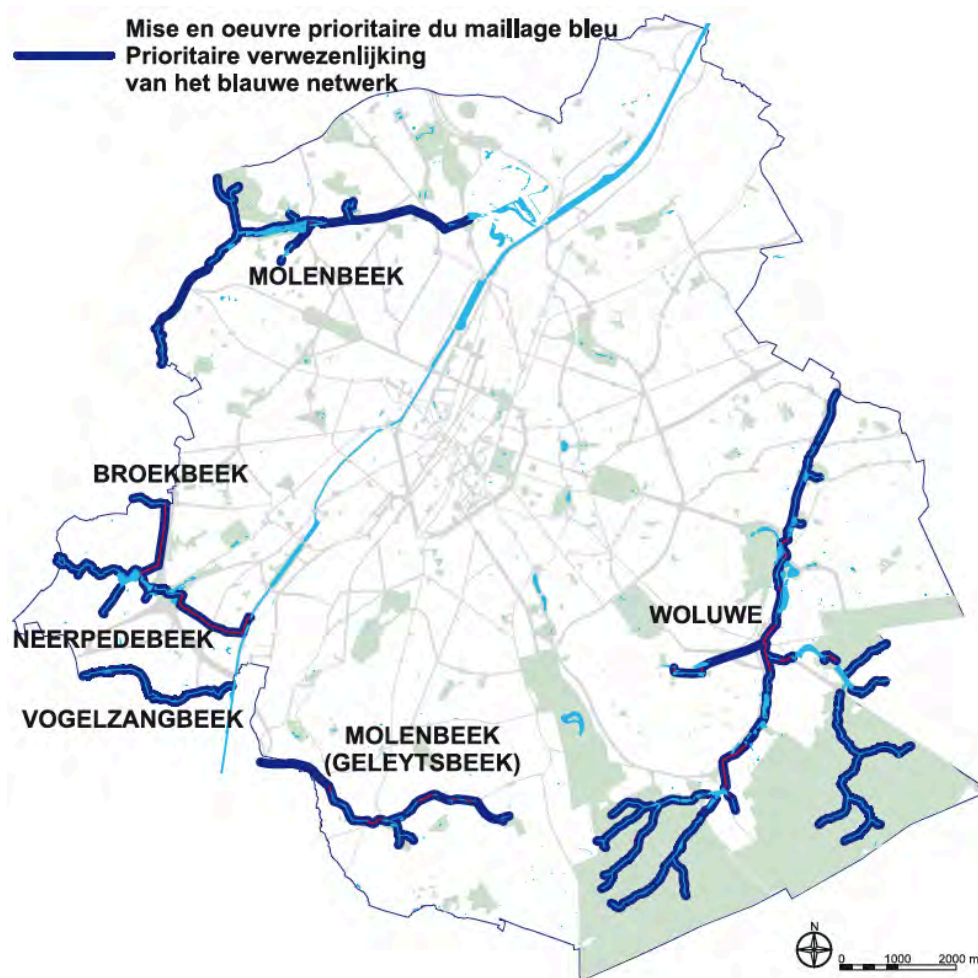 Mise en oeuvre prioritaire du maillage bleu
Prioritaire verwezenlijking
van het blauwe netwerk
MOLENBEEK
BROEKBEEK
WOLUWE
NEERPEDEBEEK
VOGELZANGBEEK
MOLENBEEK
(GELEYTSBEEK)
N
0 1000 2000 m